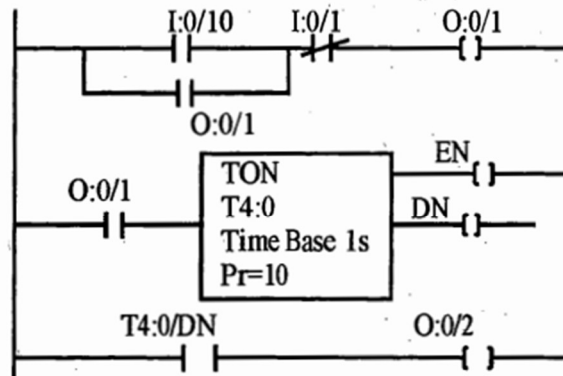 I:0/10 I:0/1 O:0/1
O:0/1
EN
O:0/1 TON
T4:0 DN
Time Base 1s
Pr=10
T4:0/DN O:0/2